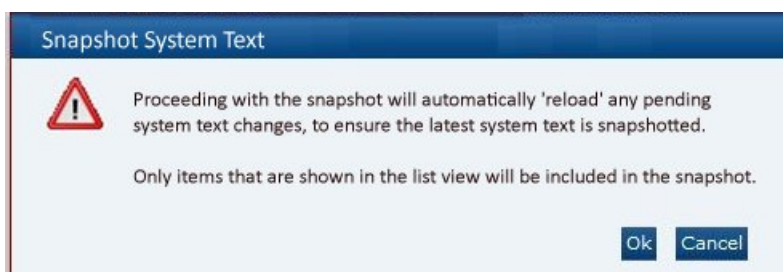 Snapshot System Text
Proceeding with the snapshot will automatically 'reload' any pending
system text changes, to ensure the latest system text is snapshotted.
Only items that are shown in the list view will be included in the snapshot.
Ok Cancel